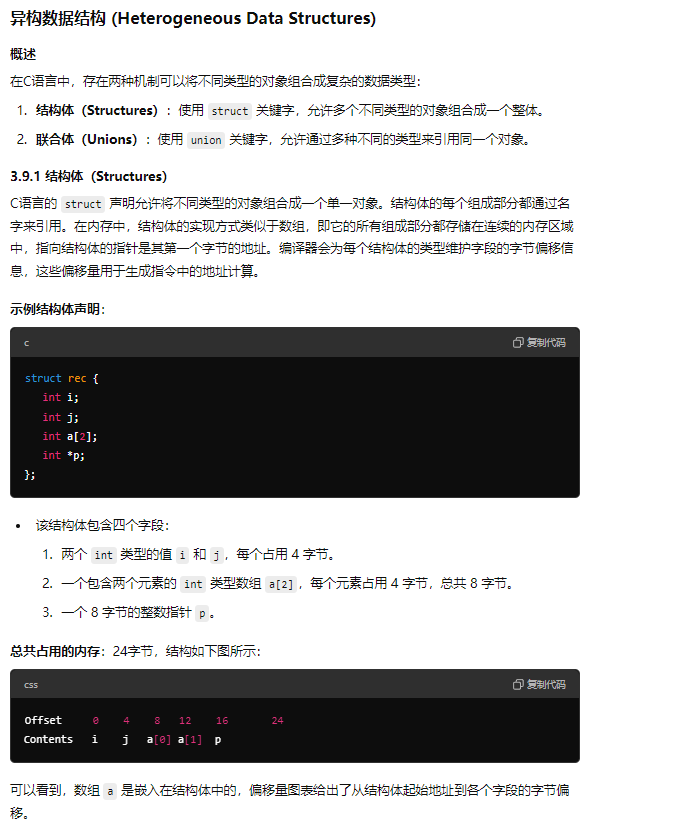 异构数据结构 (Heterogeneous Data Structures)
概述
在C语言中，存在两种机制可以将不同类型的对象组合成复杂的数据类型：
1. 结构体（Structures）：使用 struct 关键字，允许多个不同类型的对象组合成一个整体。
2. 联合体（Unions）：使用 union 关键字，允许通过多种不同的类型来引用同一个对象。
3.9.1 结构体（Structures）
C语言的 struct 声明允许将不同类型的对象组合成一个单一对象。结构体的每个组成部分都通过名
字来引用。在内存中，结构体的实现方式类似于数组，即它的所有组成部分都存储在连续的内存区域
中，指向结构体的指针是其第一个字节的地址。编译器会为每个结构体的类型维护字段的字节偏移信
息，这些偏移量用于生成指令中的地址计算。
示例结构体声明：
c 复制代码
struct rec {
int i;
int j;
int a[2];
int *p;
};
• 该结构体包含四个字段：
1. 两个 int 类型的值 i 和 j，每个占用 4 字节。
2. 一个包含两个元素的 int 类型数组 a[2]，每个元素占用 4 字节，总共 8 字节。
3. 一个 8 字节的整数指针 p。
总共占用的内存：24字节，结构如下图所示：
css 复制代码
Offset 0 4 8 12 16 24
Contents i j a[0] a[1] p
可以看到，数组 a 是嵌入在结构体中的，偏移量图表给出了从结构体起始地址到各个字段的字节偏
移。